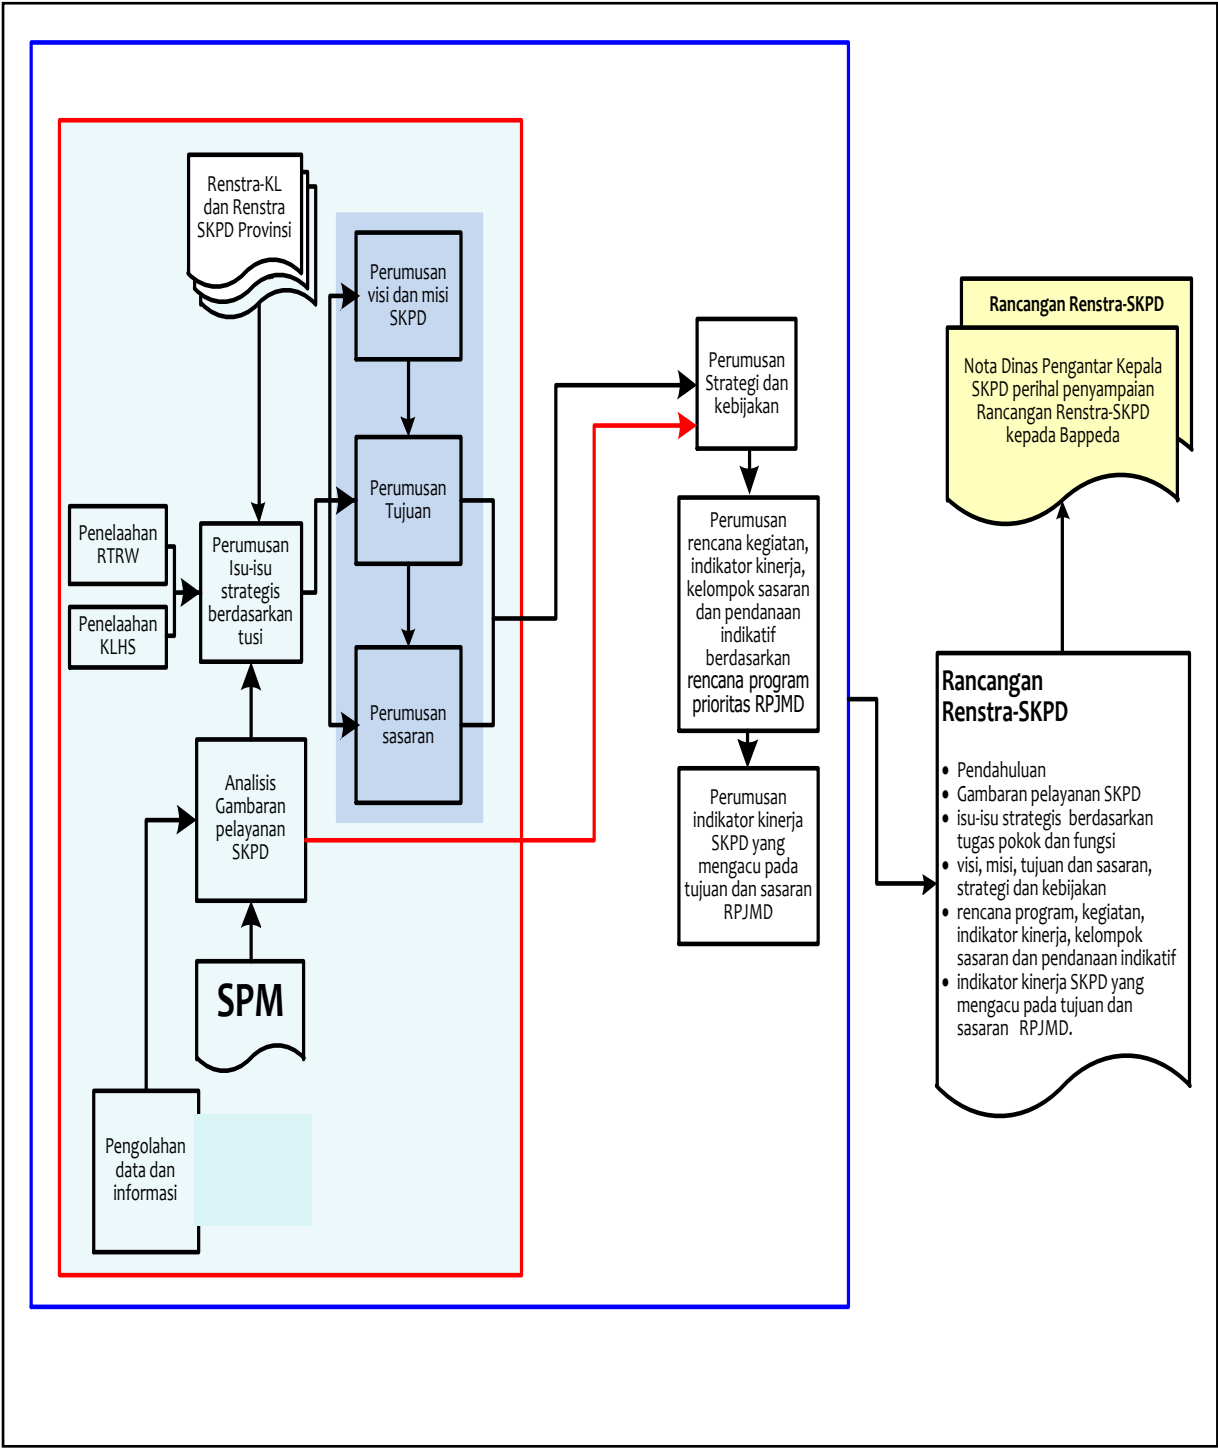 Renstra-KL
dan Renstra
SKPD Provinsi
Perumusan
visi dan misi
SKPD
Perumusan
Tujuan
Perumusan
sasaran
Penelaahan
RTRW
Penelaahan
KLHS
Perumusan
Isu-isu
strategis
berdasarkan
tusi
Analisis
Gambaran
pelayanan
SKPD
SPM
Pengolahan
data dan
informasi
Perumusan
Strategi dan
kebijakan
Perumusan
rencana kegiatan,
indikator kinerja,
kelompok sasaran
dan pendanaan
indikatif
berdasarkan
rencana program
prioritas RPJMD
Perumusan
indikator kinerja
SKPD yang
mengacu pada
tujuan dan sasaran
RPJMD
Rancangan Renstra-SKPD
Nota Dinas Pengantar Kepala
SKPD perihal penyampaian
Rancangan Renstra-SKPD
kepada Bappeda
Rancangan
Renstra-SKPD
• Pendahuluan
• Gambaran pelayanan SKPD
• isu-isu strategis berdasarkan
tugas pokok dan fungsi
• visi, misi, tujuan dan sasaran,
strategi dan kebijakan
• rencana program, kegiatan,
indikator kinerja, kelompok
sasaran dan pendanaan indikatif
• indikator kinerja SKPD yang
mengacu pada tujuan dan
sasaran RPJMD.